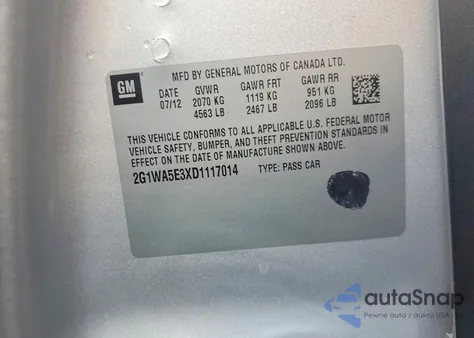 GM
MFD BY GENERAL MOTORS OF CANADA LTD.
DATE GVWR GAWR FRT GAWR RR
07/12 2070 KG 1119 KG 951 KG
4563 LB 2467 LB 2096 LB
THIS VEHICLE CONFORMS TO ALL APPLICABLE U.S. FEDERAL MOTOR
VEHICLE SAFETY, BUMPER, AND THEFT PREVENTION STANDARDS IN
EFFECT ON THE DATE OF MANUFACTURE SHOWN ABOVE.
2G1WA5E3XD1117014 TYPE: PASS CAR
autoSnap
Pewne auto z aukcji USA